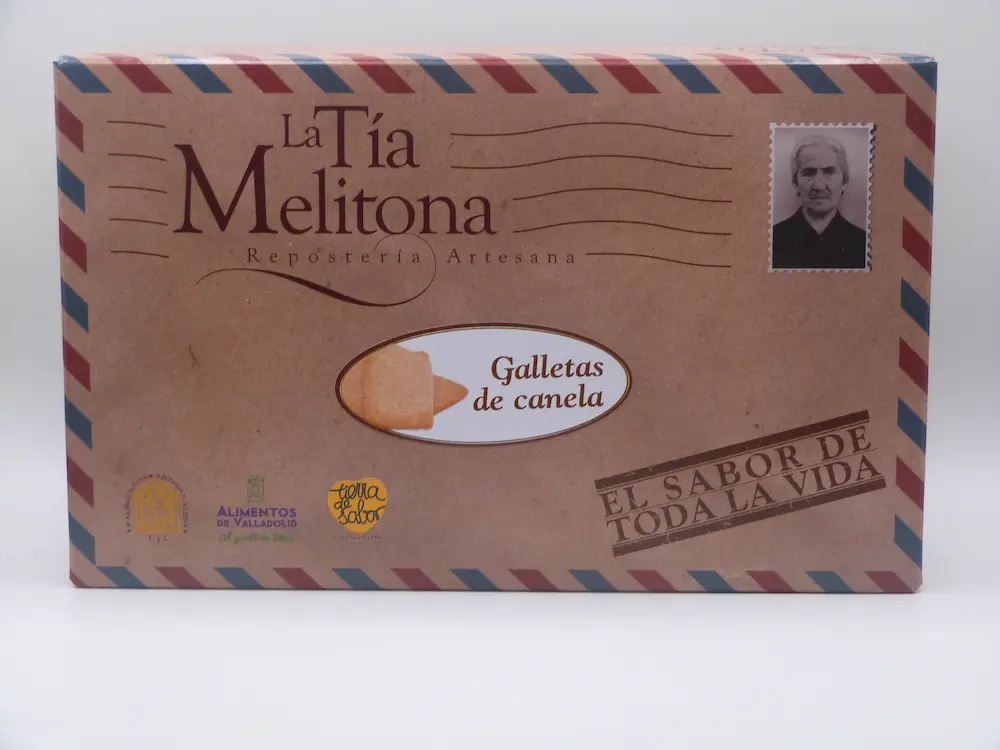 La Tía
Melitona
Repostería Artesana
Galletas
de canela
EL SABOR DE
TODA LA VIDA
ALIMENTOS
DE VALLADOLID
tierra
de
sabor